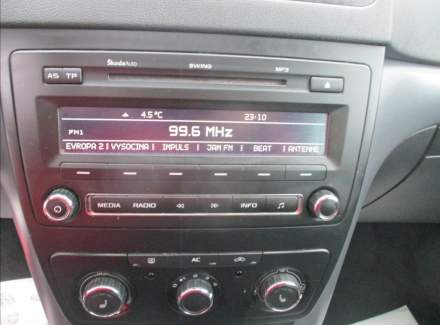 ŠkodaAuto SWING MP3
AS TP
4.5°C 23:10
FM1 99.6 MHz
EVROPA 2 VYSOCINA IMPULS JAM FM BEAT ANTENNE
MEDIA RADIO INFO
AC